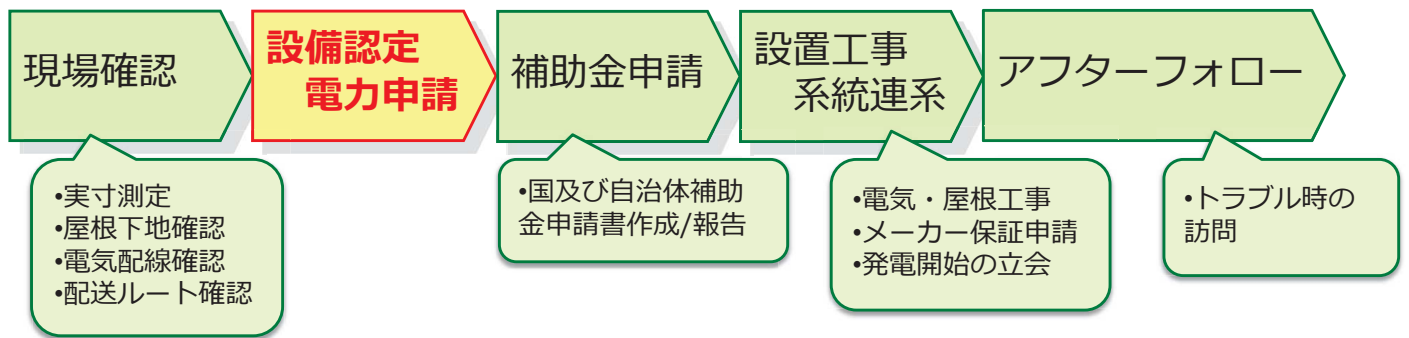 現場確認
設備認定
電力申請
補助金申請
設置工事
系統連系
アフターフォロー
•実寸測定
•屋根下地確認
•電気配線確認
•配送ルート確認
•国及び自治体補助
金申請書作成/報告
•電気・屋根工事
•メーカー保証申請
•発電開始の立会
•トラブル時の
訪問